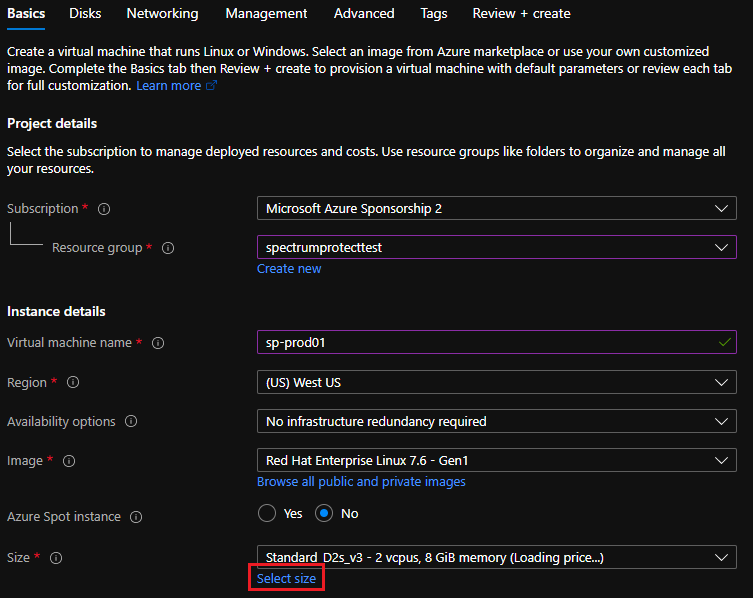 Basics Disks Networking Management Advanced Tags Review + create
Create a virtual machine that runs Linux or Windows. Select an image from Azure marketplace or use your own customized
image. Complete the Basics tab then Review + create to provision a virtual machine with default parameters or review each tab
for full customization. Learn more
Project details
Select the subscription to manage deployed resources and costs. Use resource groups like folders to organize and manage all
your resources.
Subscription * Microsoft Azure Sponsorship 2
Resource group * spectrumprotecttest
Create new
Instance details
Virtual machine name * sp-prod01
Region * (US) West US
Availability options No infrastructure redundancy required
Image * Red Hat Enterprise Linux 7.6 - Gen1
Browse all public and private images
Azure Spot instance Yes No
Size * Standard_D2s_v3 - 2 vcpus, 8 GiB memory (Loading price...)
Select size